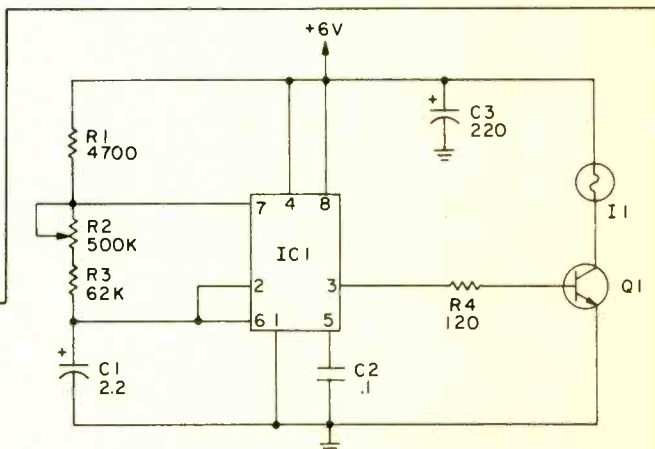 +6V
R1
4700
R2
500K
R3
62K
C1
2.2
+
7
4
8
IC1
2
3
6
1
5
C2
.1
R4
120
+
C3
220
I1
Q1
+